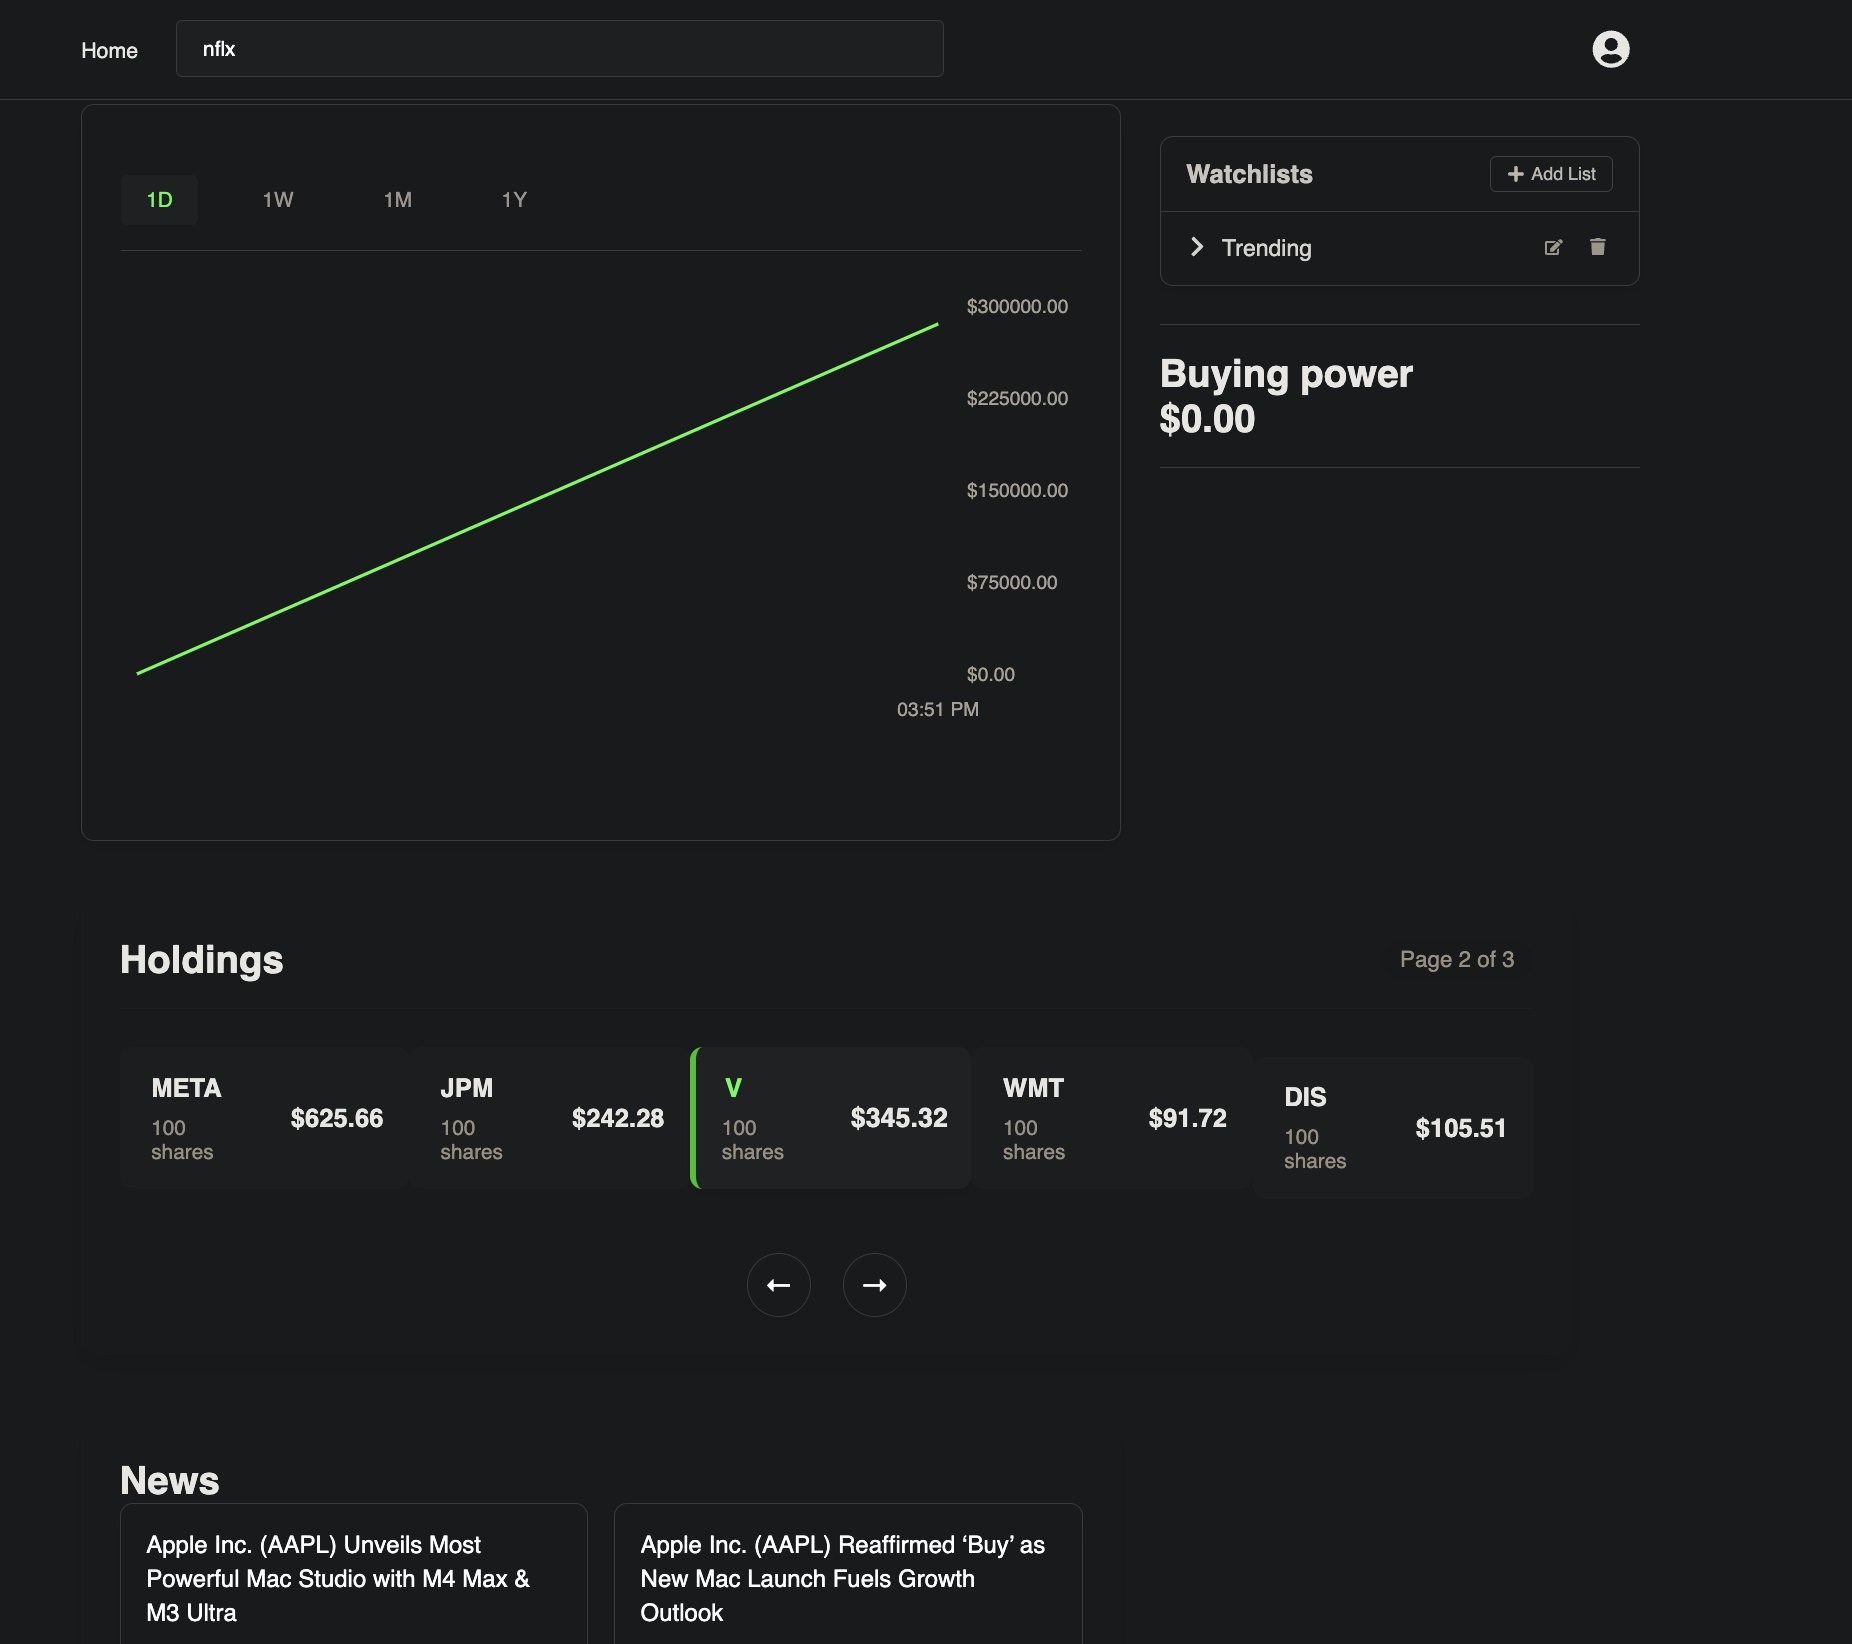 Home
nflx
1D 1W 1M 1Y
$300000.00
$225000.00
$150000.00
$75000.00
$0.00
03:51 PM
Watchlists
Add List
Trending
Buying power
$0.00
Holdings
Page 2 of 3
META
100
shares
$625.66
JPM
100
shares
$242.28
V
100
shares
$345.32
WMT
100
shares
$91.72
DIS
100
shares
$105.51
News
Apple Inc. (AAPL) Unveils Most
Powerful Mac Studio with M4 Max &
M3 Ultra
Apple Inc. (AAPL) Reaffirmed ‘Buy’ as
New Mac Launch Fuels Growth
Outlook